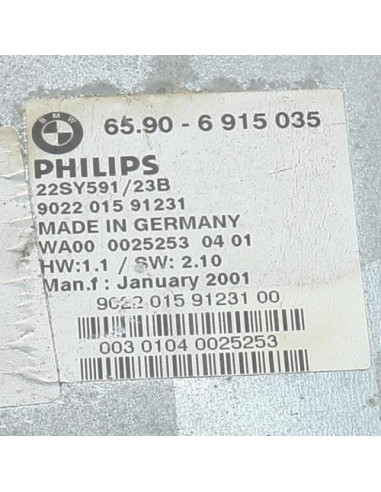 BMW
65.90 - 6 915 035
PHILIPS
22SY591/23B
9022 015 91231
MADE IN GERMANY
WA00 0025253 04 01
HW:1.1 / SW: 2.10
Man.f : January 2001
9022 015 91231 00
003 0104 0025253